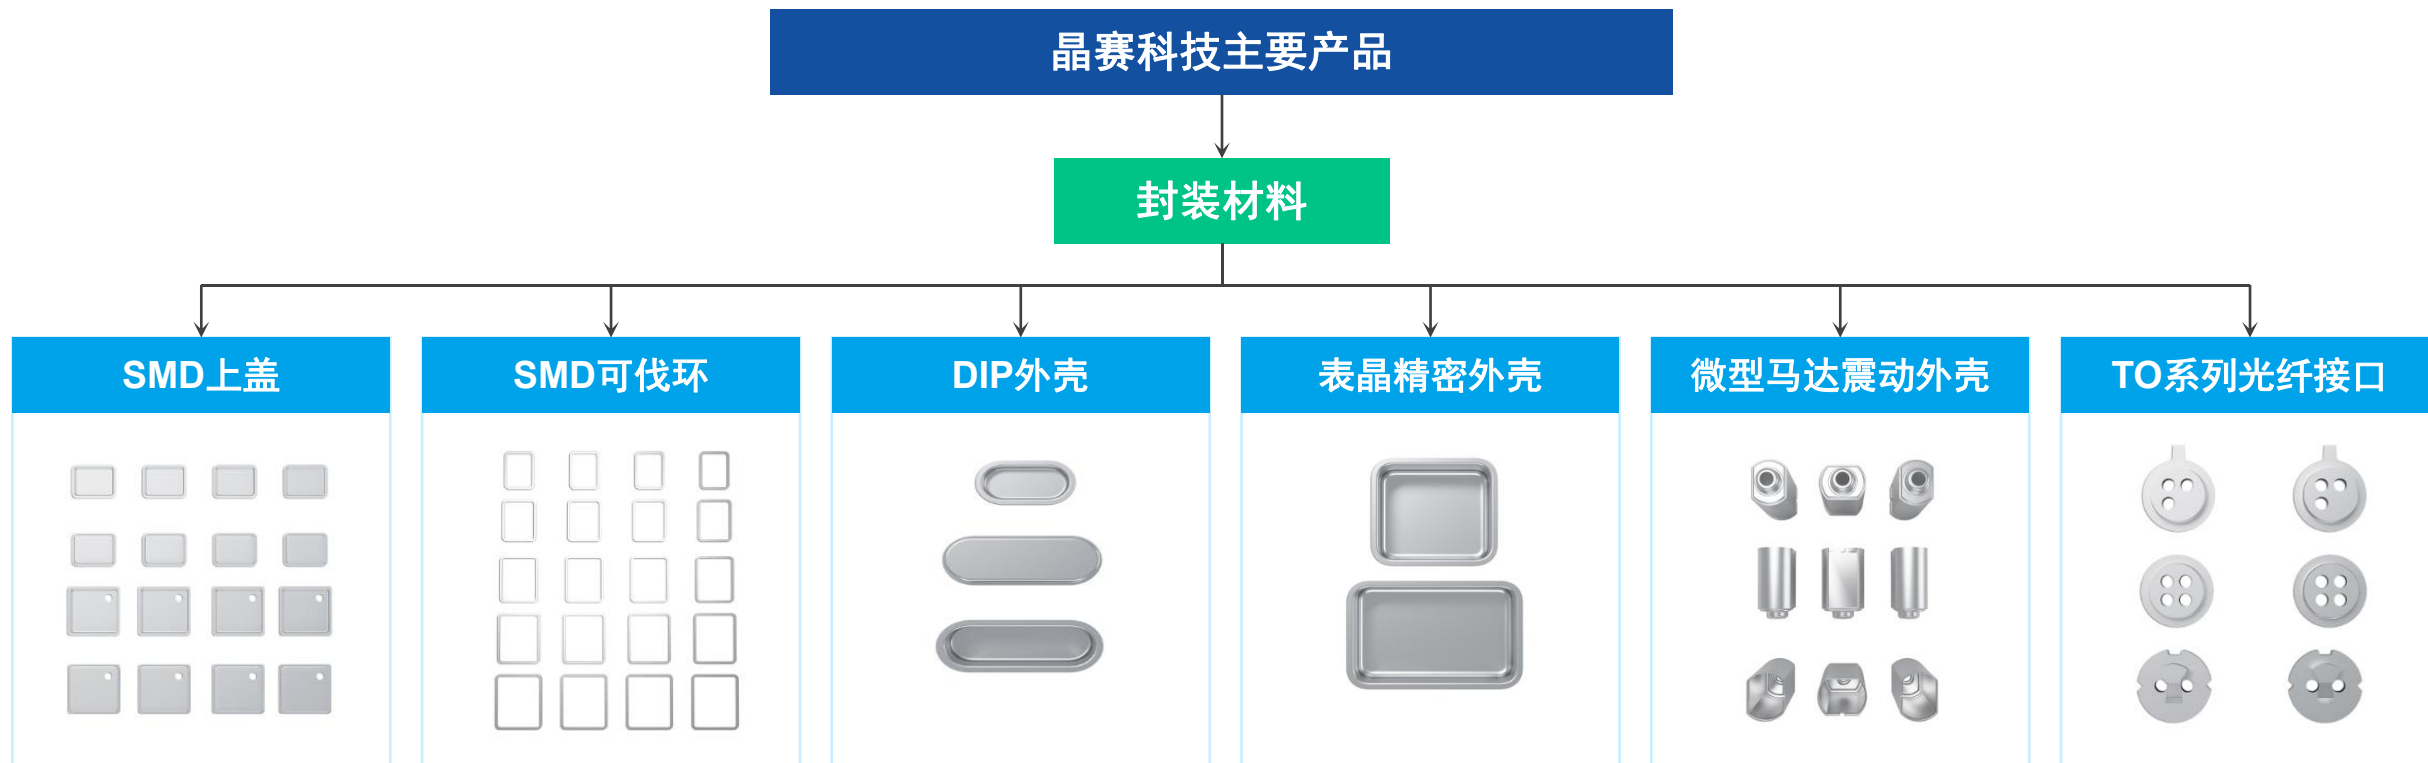 晶赛科技主要产品
封装材料
SMD上盖
SMD可伐环
DIP外壳
表晶精密外壳
微型马达震动外壳
TO系列光纤接口